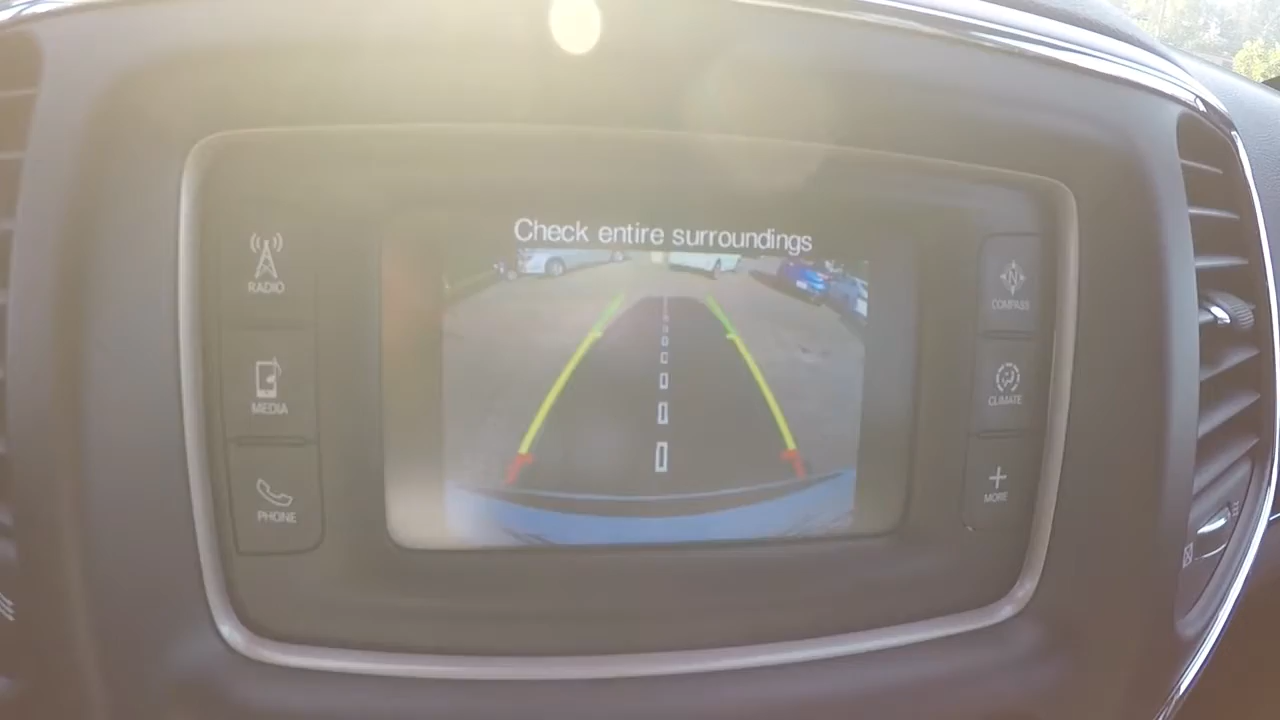 Check entire surroundings
RADIO
MEDIA
PHONE
N
COMPASS
CLIMATE
MORE